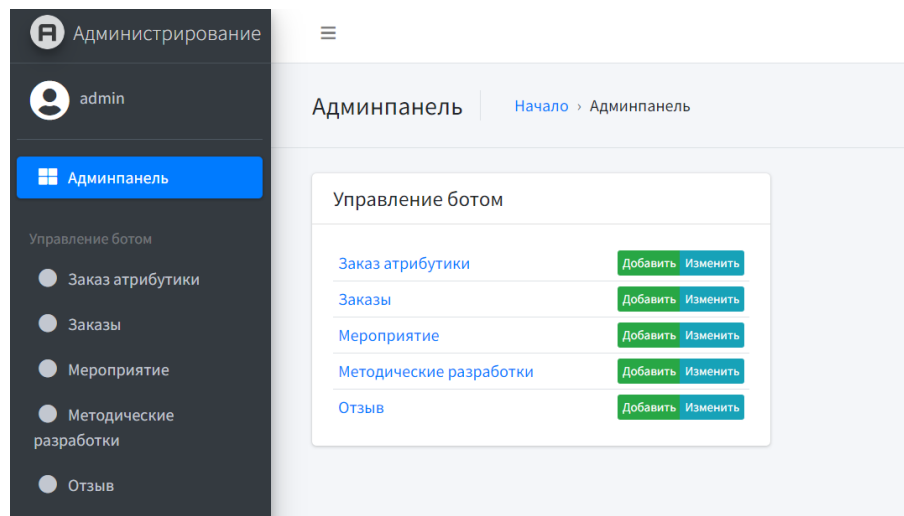 Администрирование
admin
Админпанель
Управление ботом
Заказ атрибутики
Заказы
Мероприятие
Методические
разработки
Отзыв
Админпанель
Начало › Админпанель
Управление ботом
Заказ атрибутики Добавить Изменить
Заказы Добавить Изменить
Мероприятие Добавить Изменить
Методические разработки Добавить Изменить
Отзыв Добавить Изменить